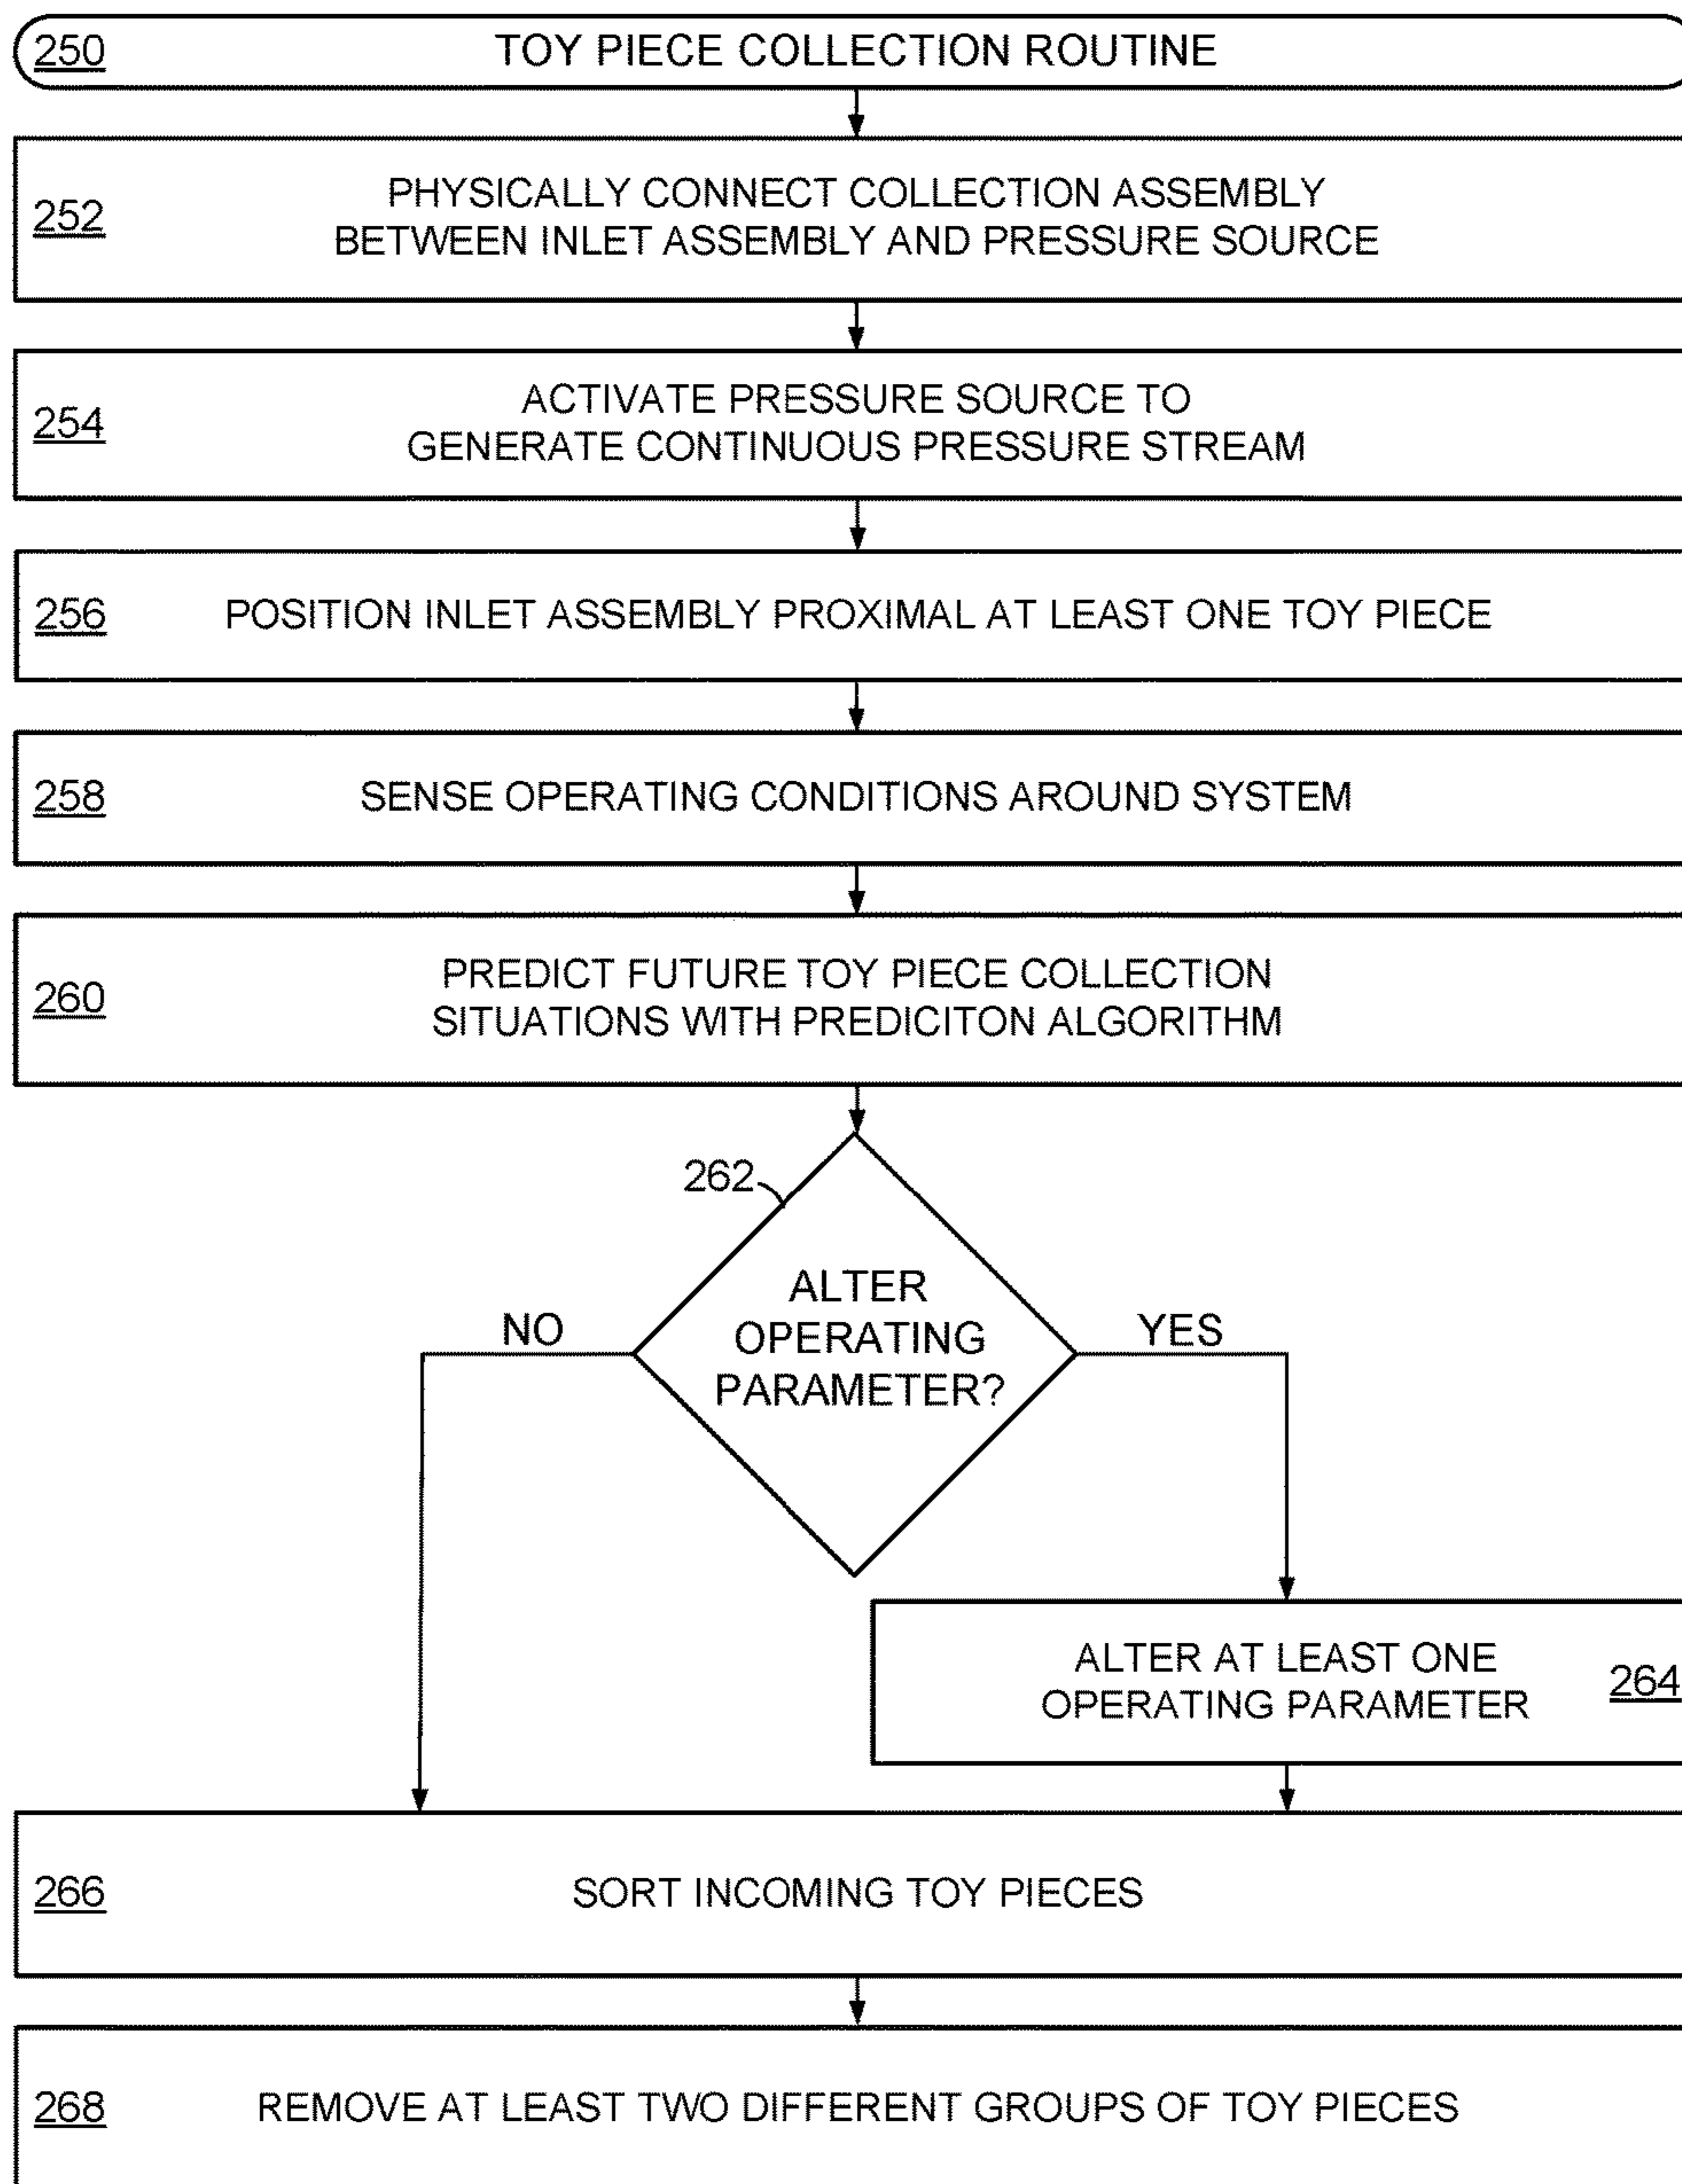 250 TOY PIECE COLLECTION ROUTINE
PHYSICALLY CONNECT COLLECTION ASSEMBLY
252
BETWEEN INLET ASSEMBLY AND PRESSURE SOURCE
ACTIVATE PRESSURE SOURCE TO
254
GENERATE CONTINUOUS PRESSURE STREAM
256 POSITION INLET ASSEMBLY PROXIMAL AT LEAST ONE TOY PIECE
258 SENSE OPERATING CONDITIONS AROUND SYSTEM
PREDICT FUTURE TOY PIECE COLLECTION
260
SITUATIONS WITH PREDICITON ALGORITHM
262
ALTER
OPERATING
PARAMETER?
NO
YES
ALTER AT LEAST ONE
OPERATING PARAMETER
264
266 SORT INCOMING TOY PIECES
268 REMOVE AT LEAST TWO DIFFERENT GROUPS OF TOY PIECES